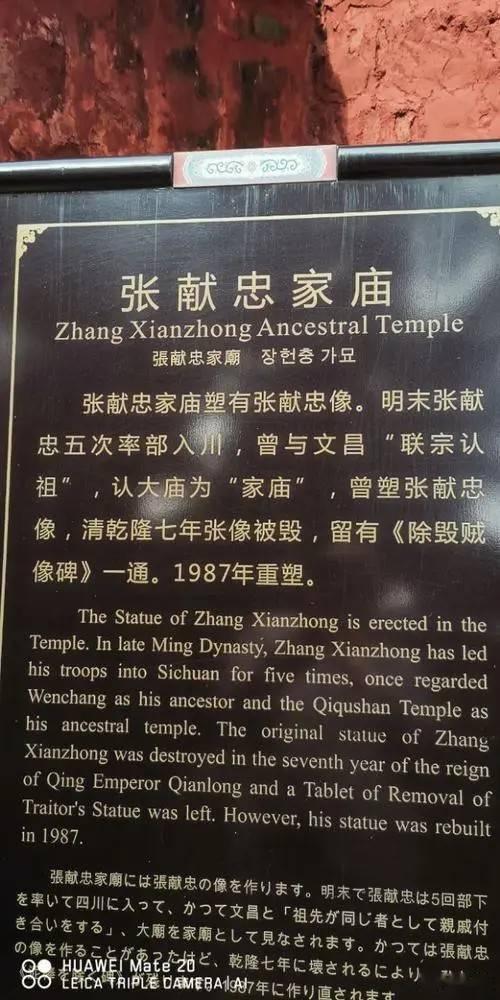 张献忠家庙
Zhang Xianzhong Ancestral Temple
張献忠家廟 장헌충 가묘
张献忠家庙塑有张献忠像。明末张献
忠五次率部入川，曾与文昌“联宗认
祖”，认大庙为“家庙”，曾塑张献忠
像，清乾隆七年张像被毁，留有《除毁贼
像碑》一通。1987年重塑。
The Statue of Zhang Xianzhong is erected in the
Temple. In late Ming Dynasty, Zhang Xianzhong has led
his troops into Sichuan for five times, once regarded
Wenchang as his ancestor and the Qiqushan Temple as
his ancestral temple. The original statue of Zhang
Xianzhong was destroyed in the seventh year of the reign
of Qing Emperor Qianlong and a Tablet of Removal of
Traitor's Statue was left. However, his statue was rebuilt
in 1987.
張献忠家廟には張献忠の像を作ります。明末で張献忠は5回部下
を率いて四川に入って、かつて文昌と「祖先が同じ者として親戚付
き合いをする」、大廟を家廟として見なされます。かつては張献忠
の像を作ることがあったけど、乾隆七年に壊されるにより
1987年に作り直されます。
HUAWEI Mate 20
LEICA TRIPLE CAMERA | AI